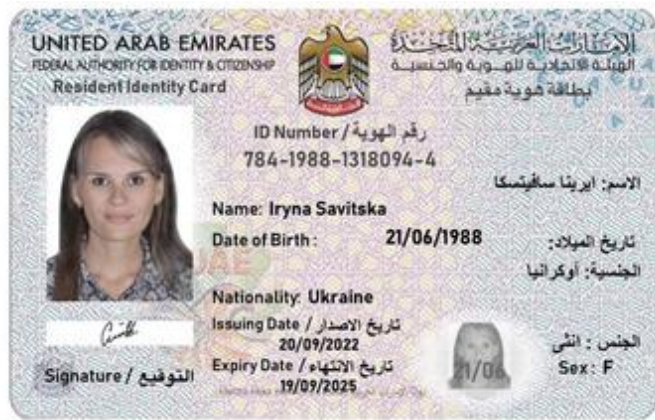 UNITED ARAB EMIRATES
الإمارات العربية المتحدة
FEDERAL AUTHORITY FOR IDENTITY & CITIZENSHIP
الهيئة الاتحادية للهوية والجنسية
Resident Identity Card
بطاقة هوية مقيم
ID Number / رقم الهوية
784-1988-1318094-4
الاسم: ايرينا سافيتسكا
Name: Iryna Savitska
Date of Birth : 21/06/1988 تاريخ الميلاد:
الجنسية: أوكرانيا
Nationality: Ukraine
Issuing Date / تاريخ الاصدار
20/09/2022
الجنس : انثى
Expiry Date / تاريخ الانتهاء
Sex: F
19/09/2025
Signature / التوقيع
21/06
UAE